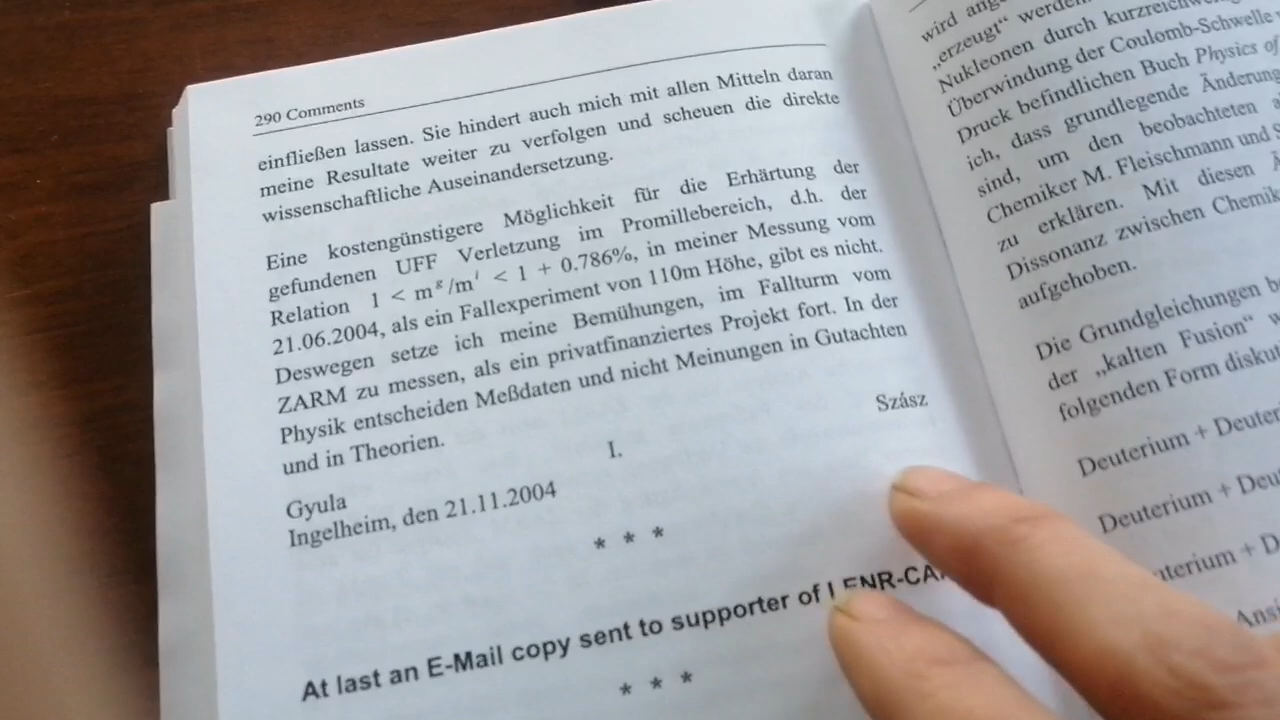 290 Comments
einfließen lassen. Sie hindert auch mich mit allen Mitteln daran
meine Resultate weiter zu verfolgen und scheuen die direkte
wissenschaftliche Auseinandersetzung.
Eine kostengünstigere Möglichkeit für die Erhärtung der
gefundenen UFF Verletzung im Promillebereich, d.h. der
Relation 1 < mᵍ/mⁱ < 1 + 0.786%, in meiner Messung vom
21.06.2004, als ein Fallexperiment von 110m Höhe, gibt es nicht.
Deswegen setze ich meine Bemühungen, im Fallturm vom
ZARM zu messen, als ein privatfinanziertes Projekt fort. In der
Physik entscheiden Meßdaten und nicht Meinungen in Gutachten
und in Theorien.
Gyula I. Szász
Ingelheim, den 21.11.2004
* * *
At last an E-Mail copy sent to supporter of
* * *
wird
„erzeugt“ werden
Nukleonen durch
Überwindung der Coulomb-Schwelle
Druck befindlichen Buch Physics of
ich, dass grundlegende Änderung
sind, um den beobachteten
Chemiker M. Fleischmann und
zu erklären. Mit diesen
Dissonanz zwischen
aufgehoben.
Die Grundgleichungen
der „kalten Fusion“
folgenden Form
Deuterium +
Deuterium +